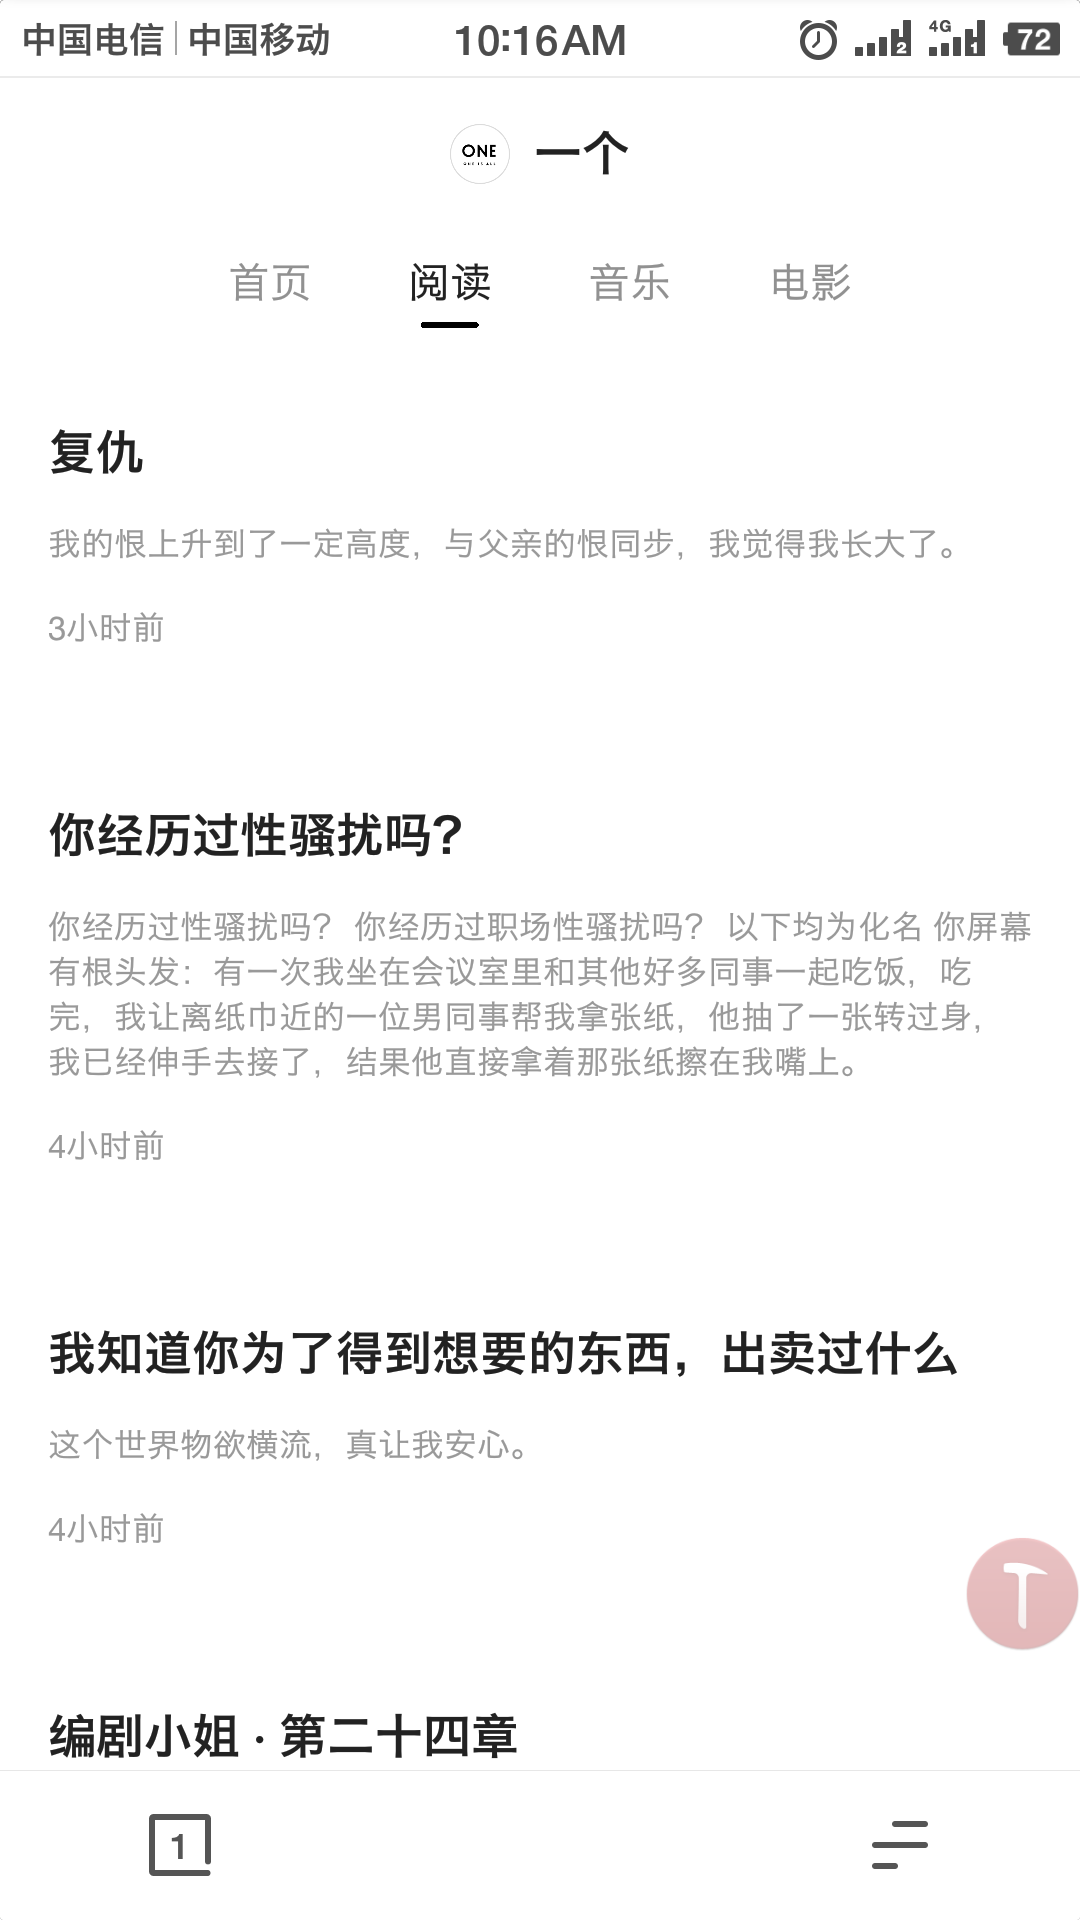 中国电信 | 中国移动 10:16AM 2 4G 1 72
ONE 一个
ONE IS ALL
首页 阅读 音乐 电影
复仇
我的恨上升到了一定高度，与父亲的恨同步，我觉得我长大了。
3小时前
你经历过性骚扰吗？
你经历过性骚扰吗？ 你经历过职场性骚扰吗？ 以下均为化名 你屏幕
有根头发：有一次我坐在会议室里和其他好多同事一起吃饭，吃
完，我让离纸巾近的一位男同事帮我拿张纸，他抽了一张转过身，
我已经伸手去接了，结果他直接拿着那张纸擦在我嘴上。
4小时前
我知道你为了得到想要的东西，出卖过什么
这个世界物欲横流，真让我安心。
4小时前
编剧小姐 · 第二十四章
1